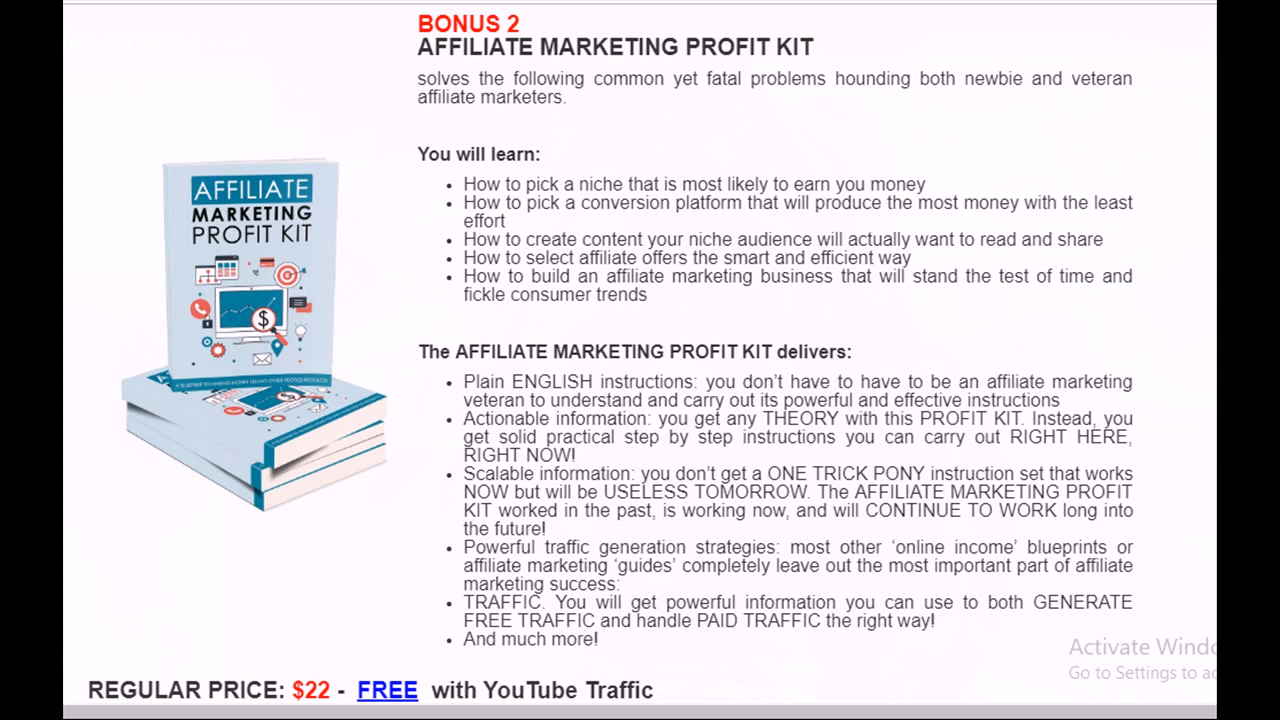 BONUS 2
AFFILIATE MARKETING PROFIT KIT
solves the following common yet fatal problems hounding both newbie and veteran
affiliate marketers.
You will learn:
• How to pick a niche that is most likely to earn you money
• How to pick a conversion platform that will produce the most money with the least
effort
• How to create content your niche audience will actually want to read and share
• How to select affiliate offers the smart and efficient way
• How to build an affiliate marketing business that will stand the test of time and
fickle consumer trends
AFFILIATE
MARKETING
PROFIT KIT
$
The AFFILIATE MARKETING PROFIT KIT delivers:
• Plain ENGLISH instructions: you don’t have to have to be an affiliate marketing
veteran to understand and carry out its powerful and effective instructions
• Actionable information: you get any THEORY with this PROFIT KIT. Instead, you
get solid practical step by step instructions you can carry out RIGHT HERE,
RIGHT NOW!
• Scalable information: you don’t get a ONE TRICK PONY instruction set that works
NOW but will be USELESS TOMORROW. The AFFILIATE MARKETING PROFIT
KIT worked in the past, is working now, and will CONTINUE TO WORK long into
the future!
• Powerful traffic generation strategies: most other ‘online income’ blueprints or
affiliate marketing ‘guides’ completely leave out the most important part of affiliate
marketing success:
• TRAFFIC. You will get powerful information you can use to both GENERATE
FREE TRAFFIC and handle PAID TRAFFIC the right way!
• And much more!
Activate Windo
Go to Settings to ac
REGULAR PRICE: $22 - FREE with YouTube Traffic